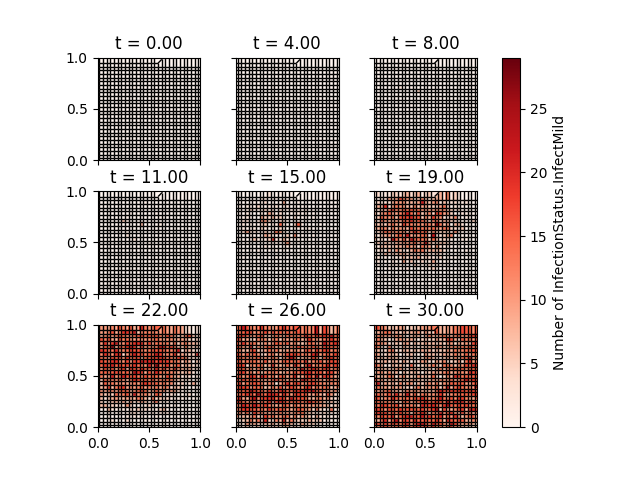 t = 0.00
t = 4.00
t = 8.00
1.0
0.5
0.0
t = 11.00
t = 15.00
t = 19.00
1.0
0.5
0.0
t = 22.00
t = 26.00
t = 30.00
1.0
0.5
0.0
0.0 0.5 1.0
0.0 0.5 1.0
0.0 0.5 1.0
25
20
15
10
5
0
Number of InfectionStatus.InfectMild